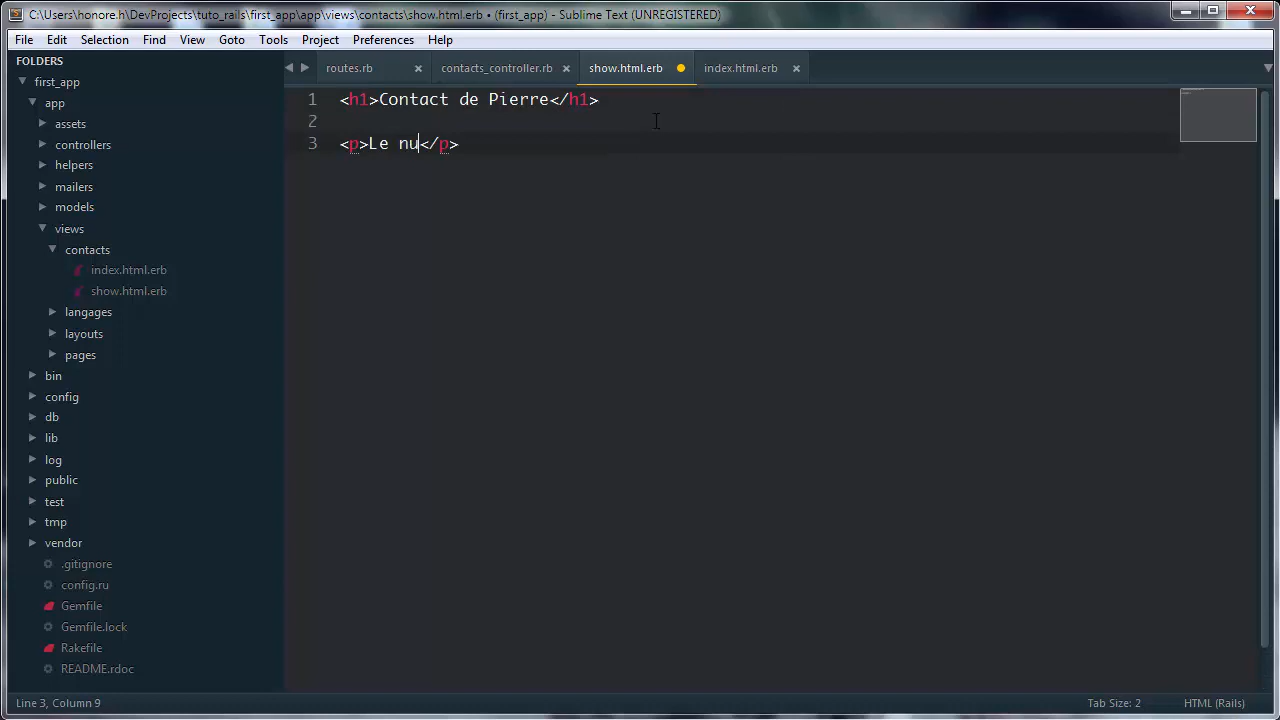 C:\Users\honore.h\DevProjects\tuto_rails\first_app\app\views\contacts\show.html.erb • (first_app) - Sublime Text (UNREGISTERED)
File Edit Selection Find View Goto Tools Project Preferences Help
FOLDERS
first_app
app
assets
controllers
helpers
mailers
models
views
contacts
index.html.erb
show.html.erb
langages
layouts
pages
bin
config
db
lib
log
public
test
tmp
vendor
.gitignore
config.ru
Gemfile
Gemfile.lock
Rakefile
README.rdoc
routes.rb contacts_controller.rb show.html.erb index.html.erb
1 <h1>Contact de Pierre</h1>
2
3 <p>Le nu</p>
Line 3, Column 9 Tab Size: 2 HTML (Rails)